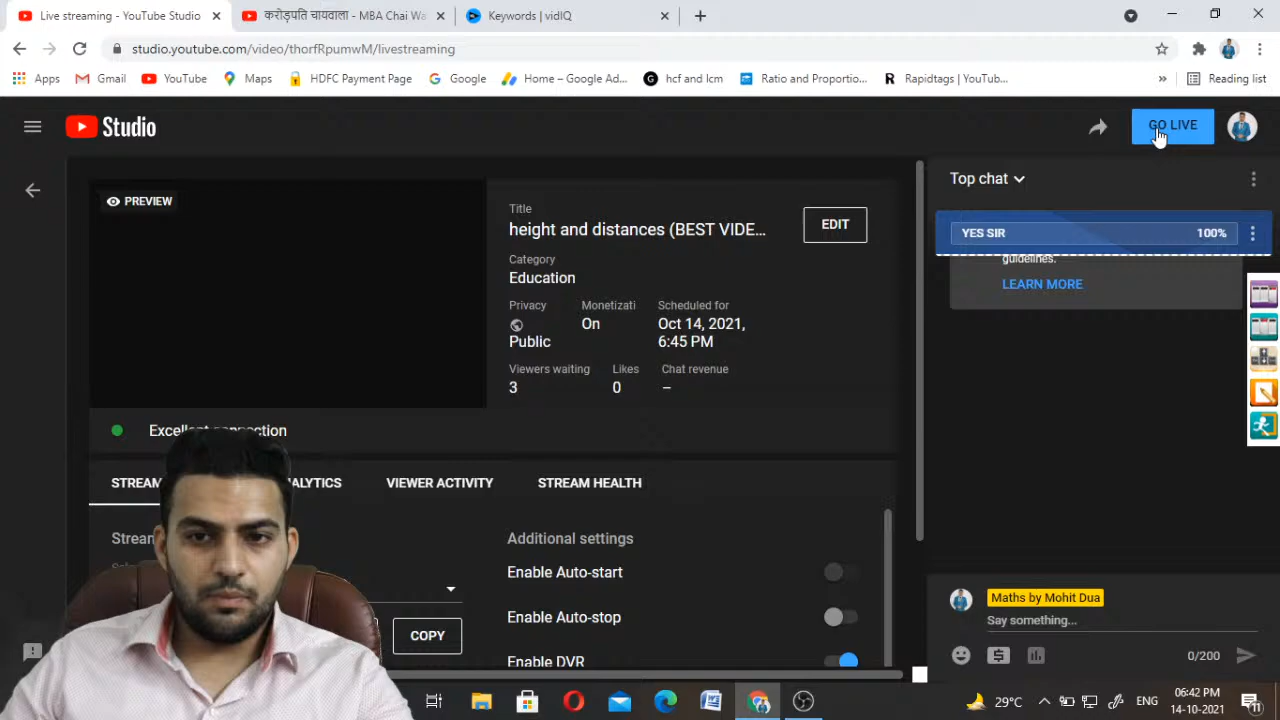 Live streaming - YouTube Studio
करोड़पति चायवाला - MBA Chai Wa
Keywords | vidIQ
studio.youtube.com/video/thorfRpumwM/livestreaming
Apps
Gmail
YouTube
Maps
HDFC Payment Page
Google
Home – Google Ad...
hcf and lcm
Ratio and Proportio...
Rapidtags | YouTub...
»
Reading list
Studio
GO LIVE
PREVIEW
Title
height and distances (BEST VIDE...
EDIT
Category
Education
Privacy
Monetizati
Scheduled for
Public
On
Oct 14, 2021,
6:45 PM
Viewers waiting
Likes
Chat revenue
3
0
–
Excellent connection
STREAM
ALYTICS
VIEWER ACTIVITY
STREAM HEALTH
Stream
Additional settings
Enable Auto-start
Enable Auto-stop
COPY
Enable DVR
Top chat
YES SIR
100%
guidelines.
LEARN MORE
Maths by Mohit Dua
Say something...
0/200
29°C
ENG
06:42 PM
14-10-2021
11